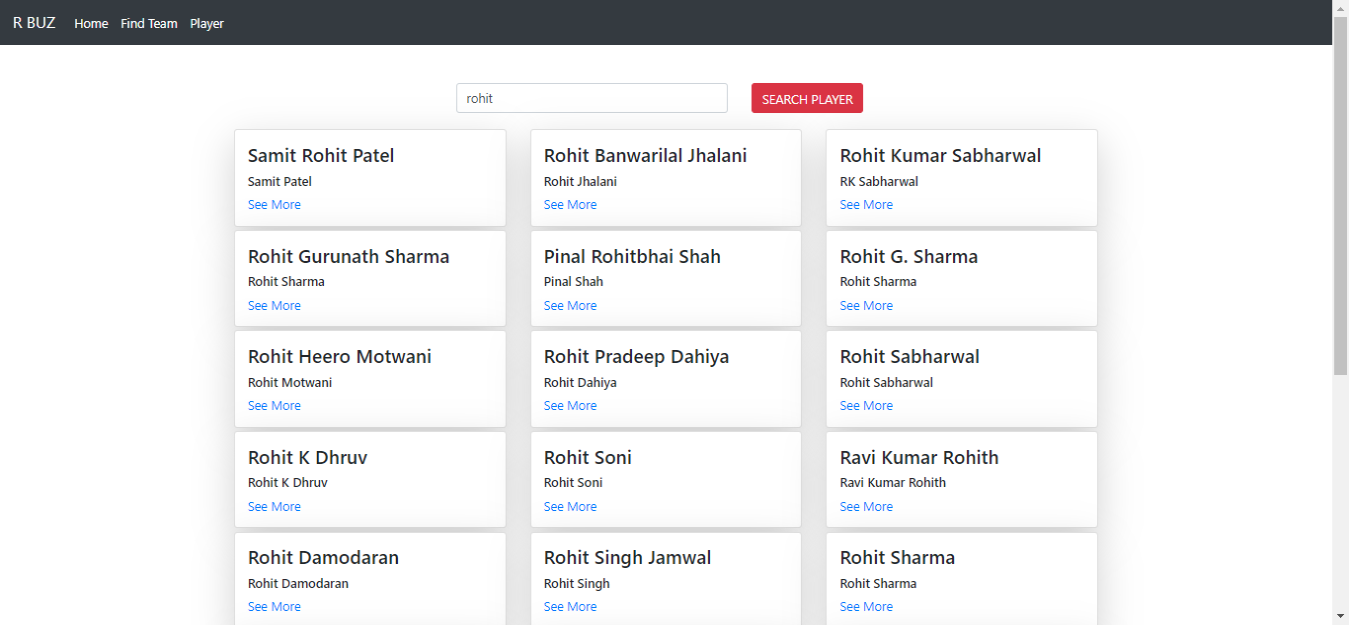 R BUZ Home Find Team Player
rohit SEARCH PLAYER
Samit Rohit Patel
Samit Patel
See More
Rohit Banwarilal Jhalani
Rohit Jhalani
See More
Rohit Kumar Sabharwal
RK Sabharwal
See More
Rohit Gurunath Sharma
Rohit Sharma
See More
Pinal Rohitbhai Shah
Pinal Shah
See More
Rohit G. Sharma
Rohit Sharma
See More
Rohit Heero Motwani
Rohit Motwani
See More
Rohit Pradeep Dahiya
Rohit Dahiya
See More
Rohit Sabharwal
Rohit Sabharwal
See More
Rohit K Dhruv
Rohit K Dhruv
See More
Rohit Soni
Rohit Soni
See More
Ravi Kumar Rohith
Ravi Kumar Rohith
See More
Rohit Damodaran
Rohit Damodaran
See More
Rohit Singh Jamwal
Rohit Singh
See More
Rohit Sharma
Rohit Sharma
See More